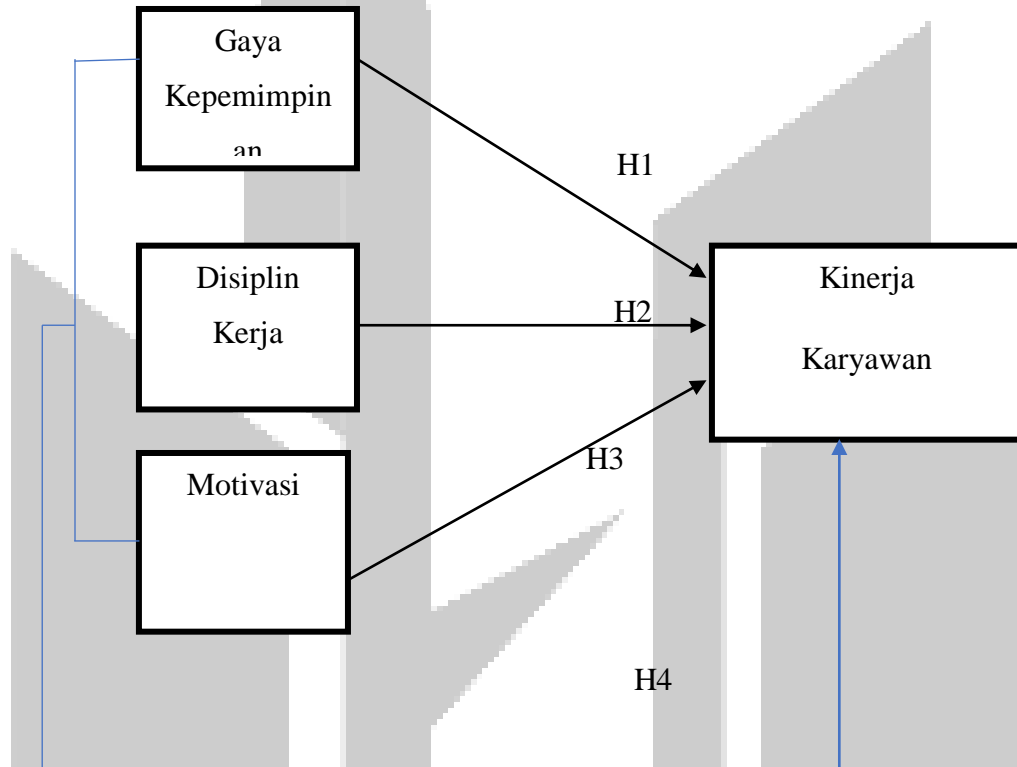 Gaya
Kepemimpin
an
H1
Disiplin
Kerja
H2
Kinerja
Karyawan
H3
Motivasi
H4